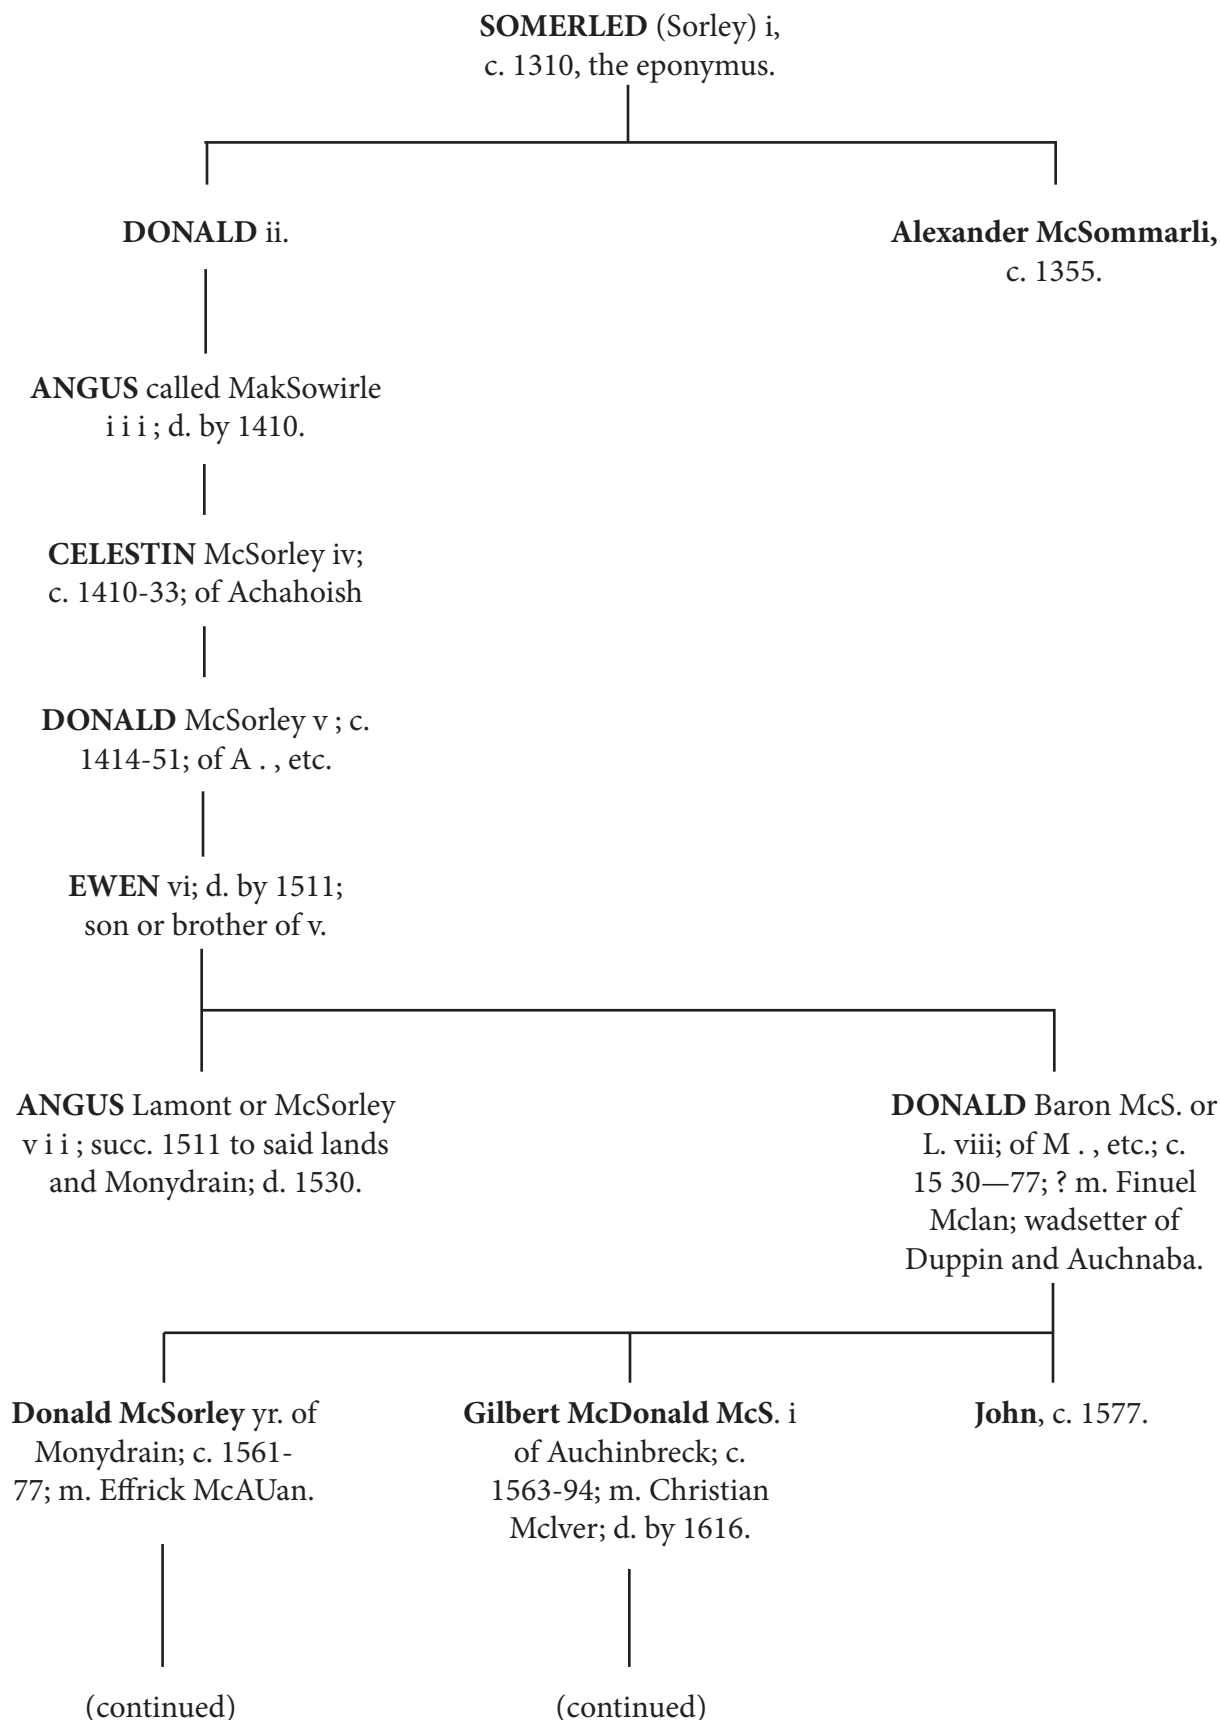 SOMERLED (Sorley) i,
c. 1310, the eponymus.
DONALD ii.
Alexander McSommarli,
c. 1355.
ANGUS called MakSowirle
i i i ; d. by 1410.
CELESTIN McSorley iv;
c. 1410-33; of Achahoish
DONALD McSorley v ; c.
1414-51; of A . , etc.
EWEN vi; d. by 1511;
son or brother of v.
ANGUS Lamont or McSorley
v i i ; succ. 1511 to said lands
and Monydrain; d. 1530.
DONALD Baron McS. or
L. viii; of M . , etc.; c.
15 30—77; ? m. Finuel
Mclan; wadsetter of
Duppin and Auchnaba.
Donald McSorley yr. of
Monydrain; c. 1561-
77; m. Effrick McAUan.
Gilbert McDonald McS. i
of Auchinbreck; c.
1563-94; m. Christian
Mclver; d. by 1616.
John, c. 1577.
(continued)
(continued)